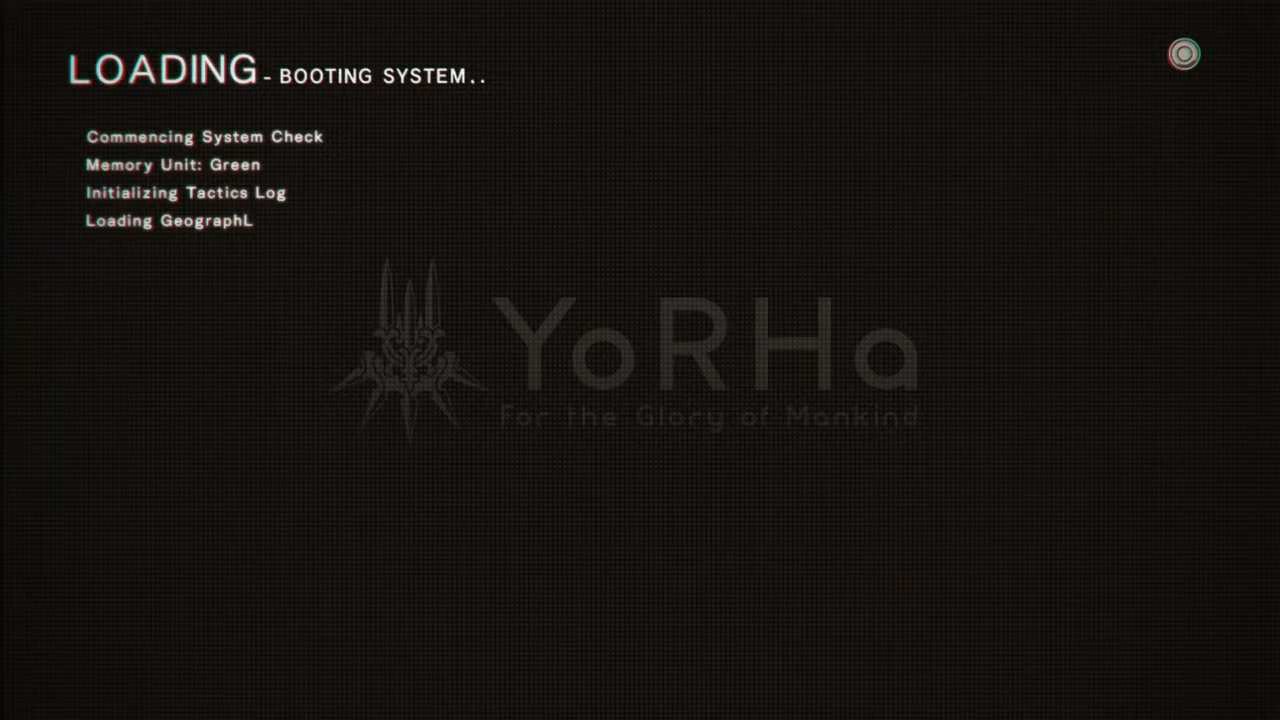 LOADING - BOOTING SYSTEM..
Commencing System Check
Memory Unit: Green
Initializing Tactics Log
Loading GeographL
YoRHa
For the Glory of Mankind